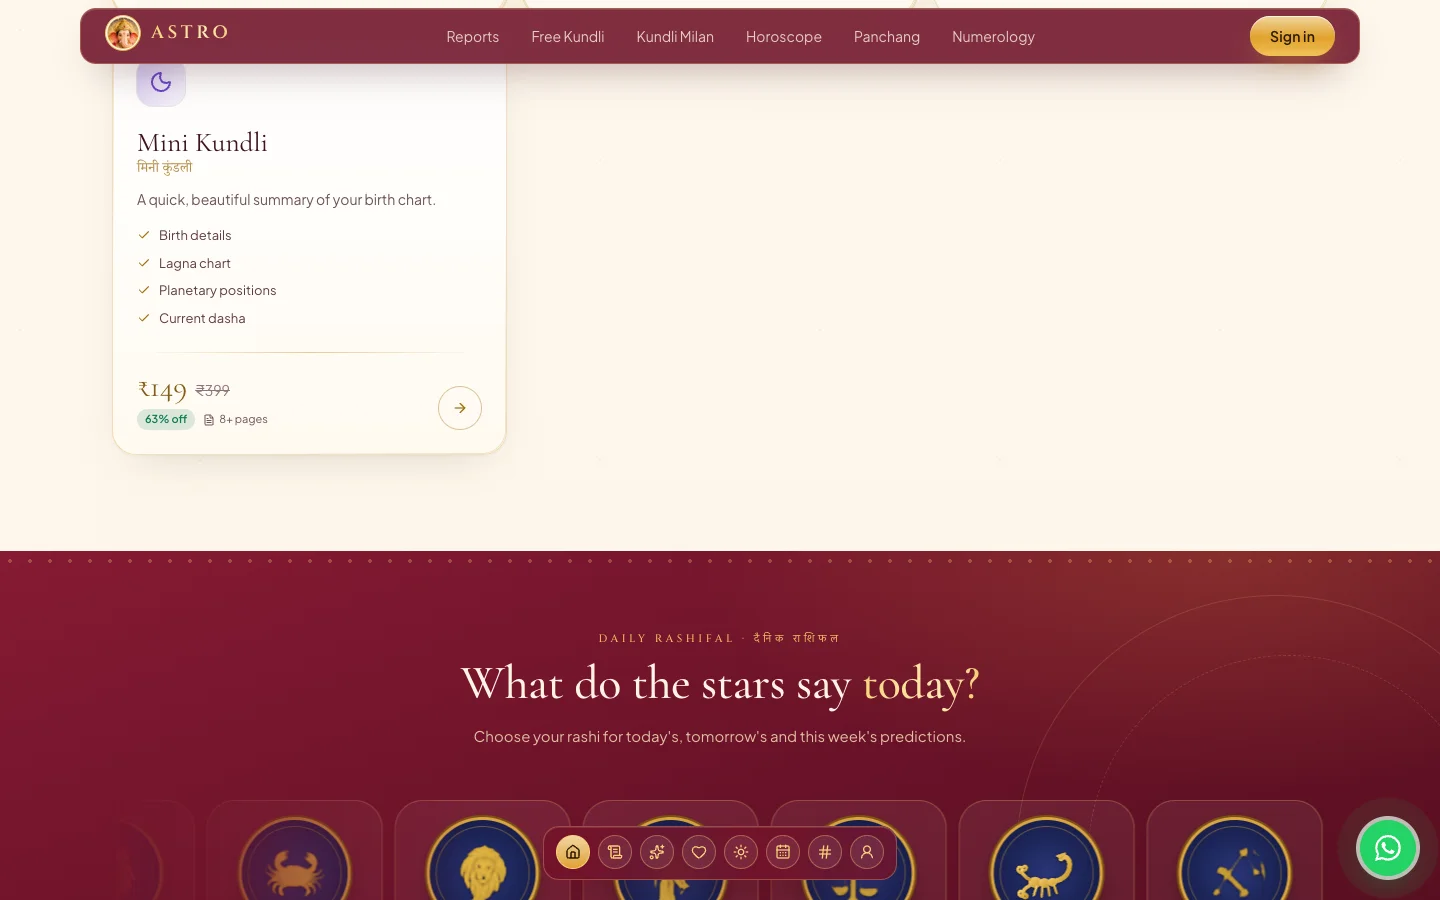 ASTRO
Reports
Free Kundli
Kundli Milan
Horoscope
Panchang
Numerology
Sign in
Mini Kundli
मिनी कुंडली
A quick, beautiful summary of your birth chart.
Birth details
Lagna chart
Planetary positions
Current dasha
₹149 ₹399
63% off 8+ pages
DAILY RASHIFAL · दैनिक राशिफल
What do the stars say today?
Choose your rashi for today's, tomorrow's and this week's predictions.